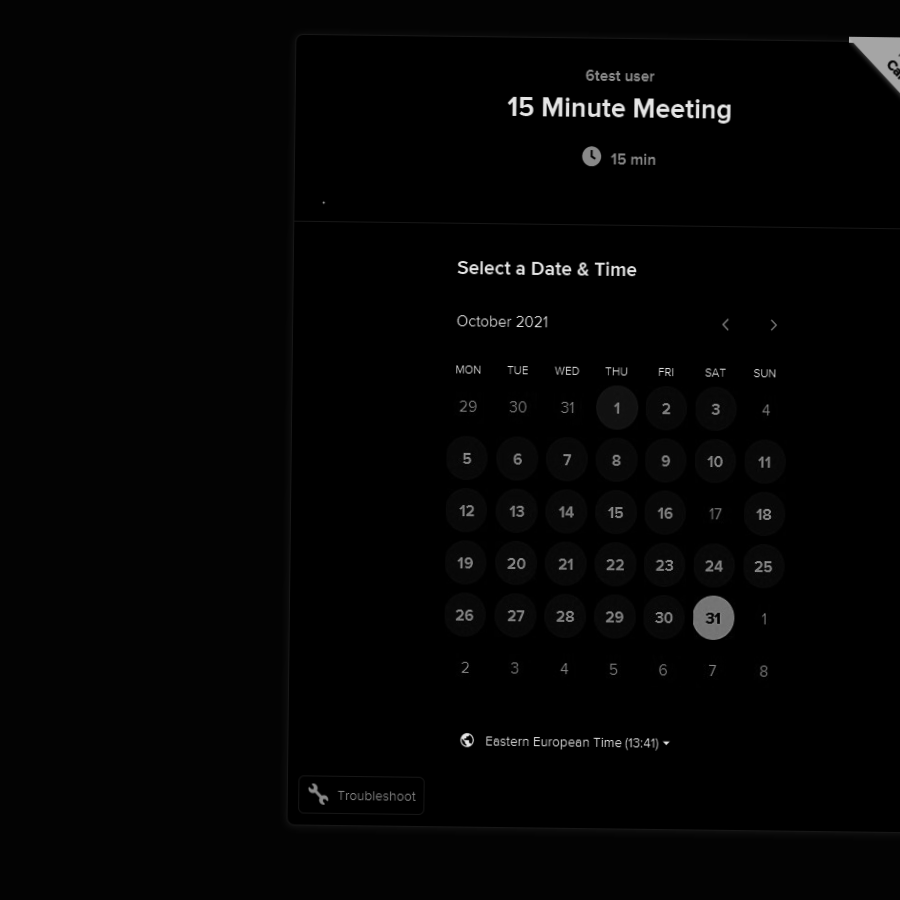 6test user
15 Minute Meeting
15 min
Select a Date & Time
October 2021
MON TUE WED THU FRI SAT SUN
29 30 31 1 2 3 4
5 6 7 8 9 10 11
12 13 14 15 16 17 18
19 20 21 22 23 24 25
26 27 28 29 30 31 1
2 3 4 5 6 7 8
Eastern European Time (13:41)
Troubleshoot